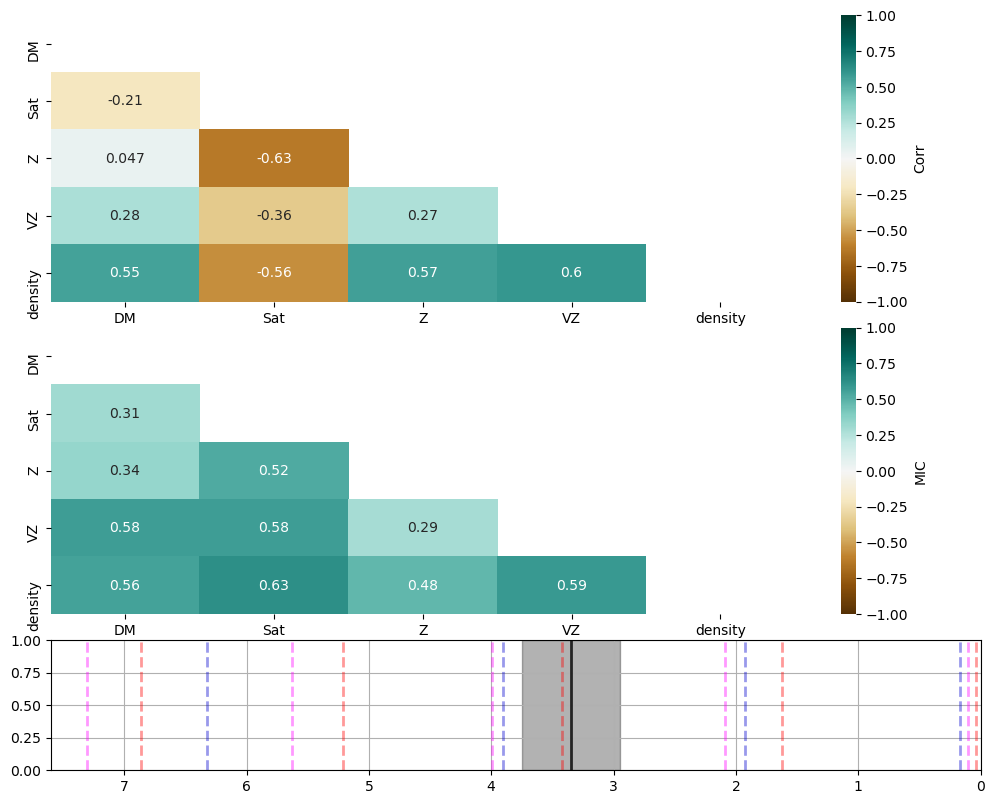 DM
Sat
Z
VZ
density
-0.21
0.047
-0.63
0.28
-0.36
0.27
0.55
-0.56
0.57
0.6
DM
Sat
Z
VZ
density
1.00
0.75
0.50
0.25
0.00
−0.25
−0.50
−0.75
−1.00
Corr
DM
Sat
Z
VZ
density
0.31
0.34
0.52
0.58
0.58
0.29
0.56
0.63
0.48
0.59
DM
Sat
Z
VZ
density
1.00
0.75
0.50
0.25
0.00
−0.25
−0.50
−0.75
−1.00
MIC
1.00
0.75
0.50
0.25
0.00
7
6
5
4
3
2
1
0